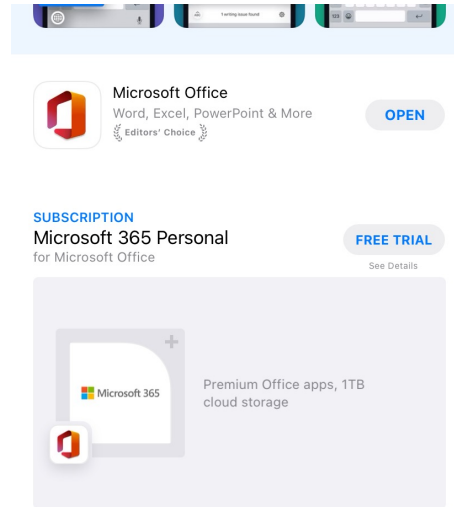 1 writing issue found
Microsoft Office
Word, Excel, PowerPoint & More
Editors' Choice
OPEN
SUBSCRIPTION
Microsoft 365 Personal
for Microsoft Office
FREE TRIAL
See Details
Microsoft 365
Premium Office apps, 1TB
cloud storage